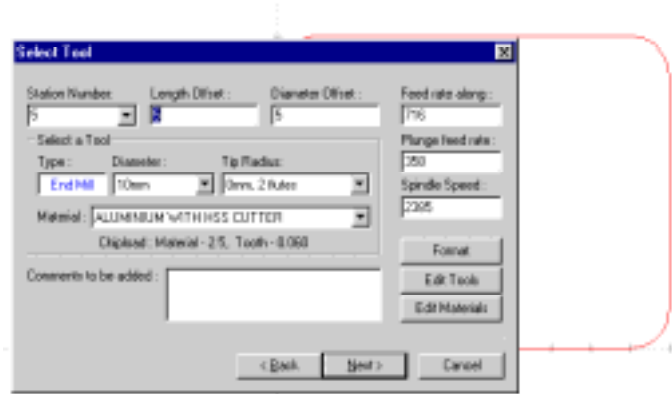 Select Tool
Station Number: Length Offset : Diameter Offset : Feed rate along :
5 5 5 716
Select a Tool
Plunge feed rate :
Type : Diameter : Tip Radius:
358
End Mill 10mm 0mm, 2 flutes
Spindle Speed :
2385
Material : ALUMINIUM WITH HSS CUTTER
Chipload : Material - 25, Tooth - 0.060
Format
Comments to be added :
Edit Tools
Edit Materials
< Back Next > Cancel